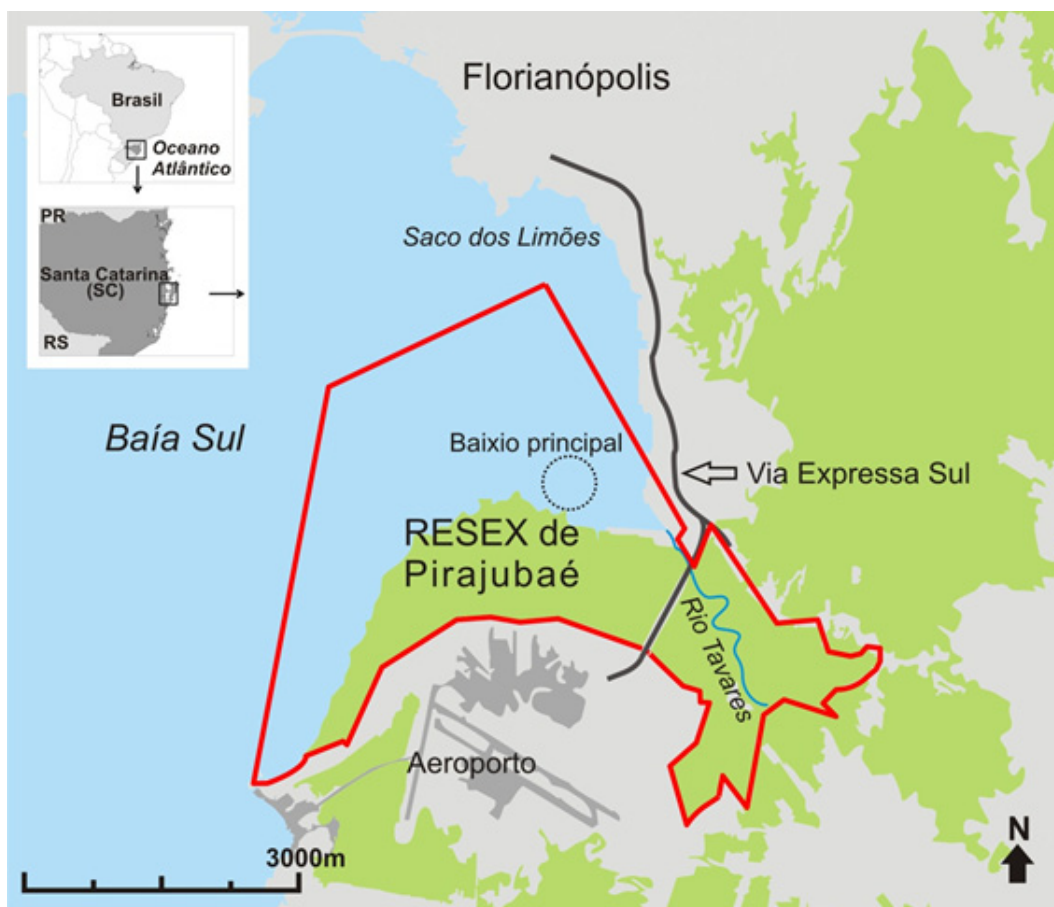 Brasil
Oceano
Atlântico
PR
Santa Catarina
(SC)
RS
Florianópolis
Saco dos Limões
Baía Sul
Baixio principal
Via Expressa Sul
RESEX de
Pirajubaé
Rio Tavares
Aeroporto
3000m
N